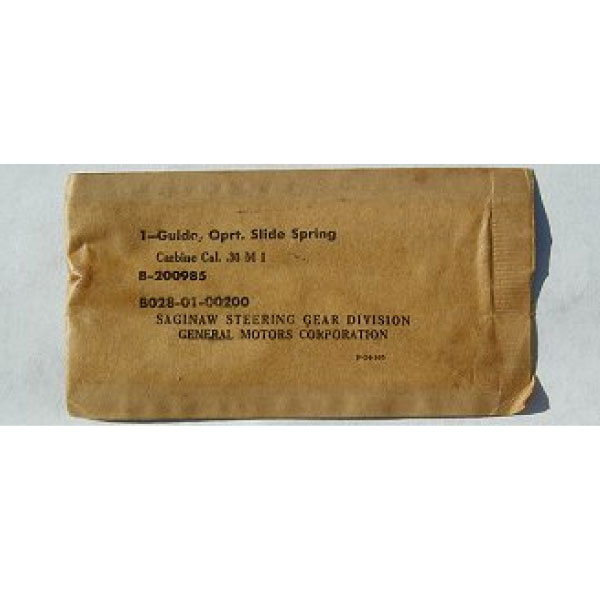 1-Guide, Oprt. Slide Spring
Carbine Cal. .30 M 1
B-200985
B028-01-00200
SAGINAW STEERING GEAR DIVISION
GENERAL MOTORS CORPORATION